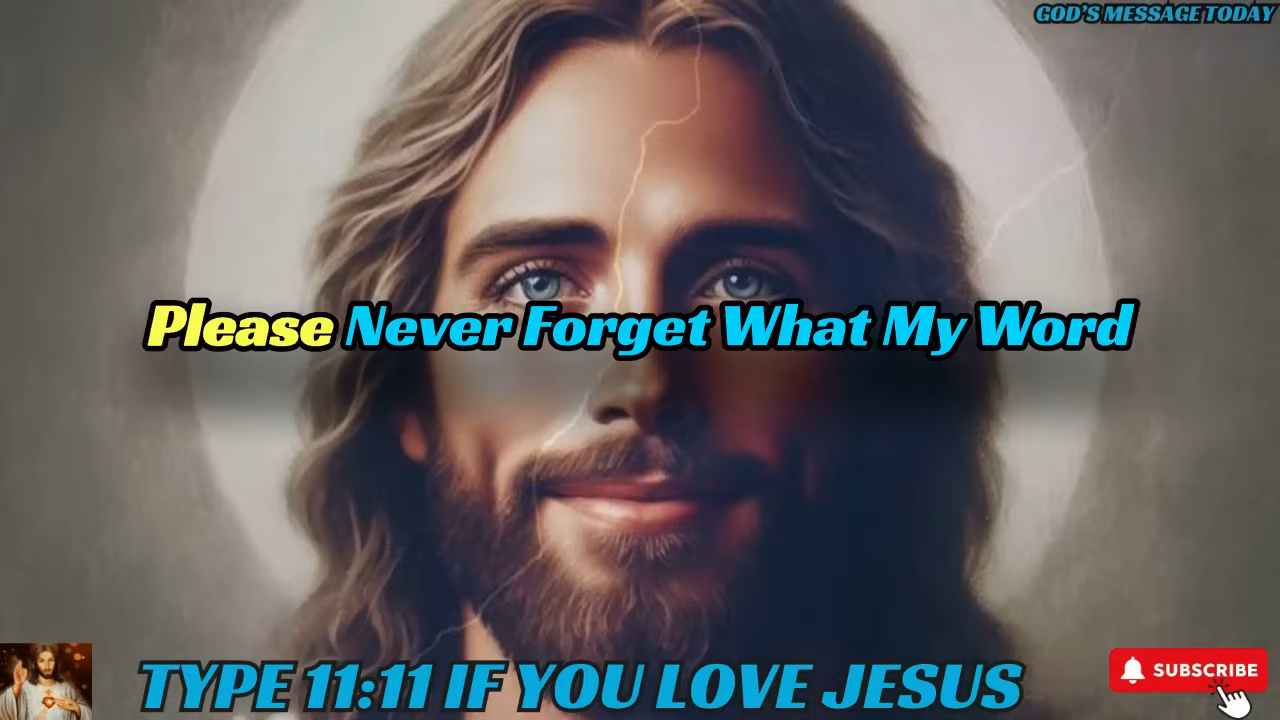 GOD'S MESSAGE TODAY
Please Never Forget What My Word
TYPE 11:11 IF YOU LOVE JESUS
SUBSCRIBE